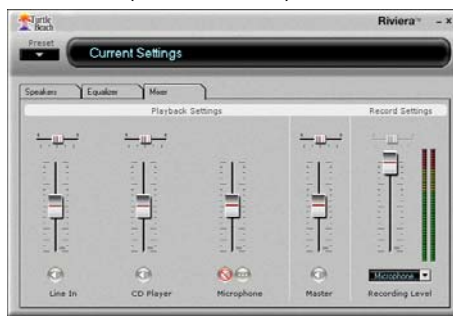 Turtle Beach
Riviera™
Preset
Current Settings
Speakers Equalizer Mixer
Playback Settings Record Settings
Microphone
Line In CD Player Microphone Master Recording Level